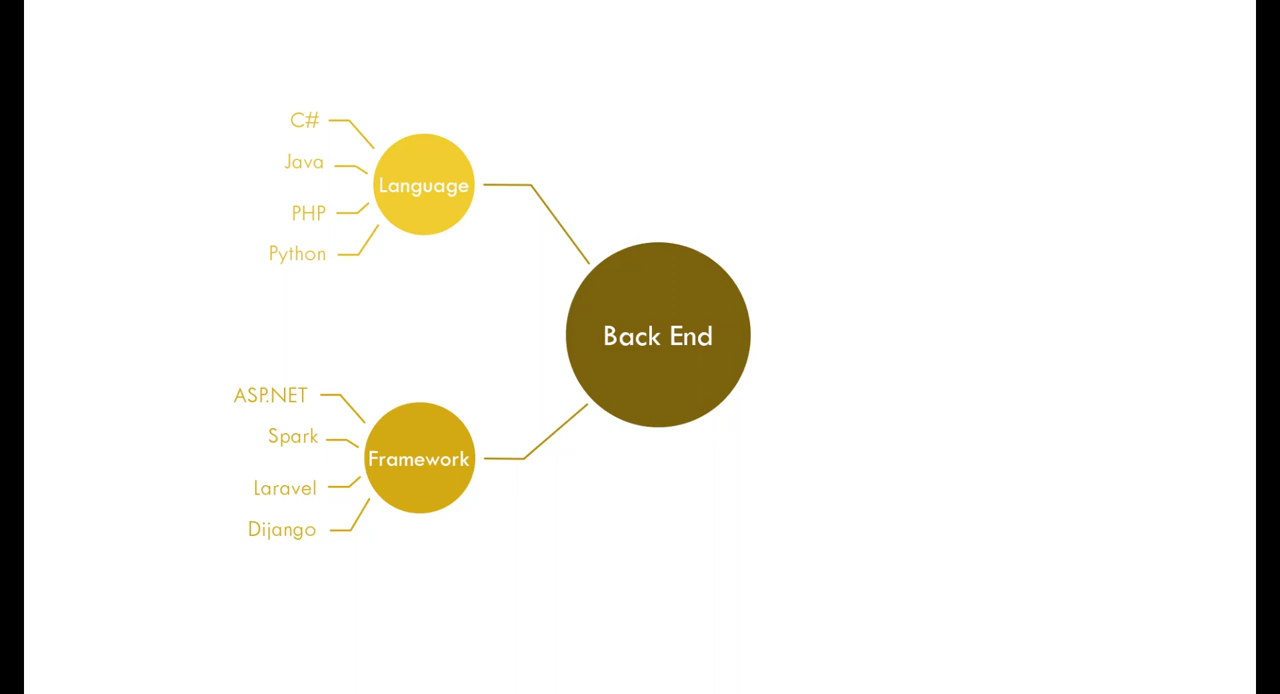 C#
Java
Language
PHP
Python
Back End
ASP.NET
Spark
Framework
Laravel
Dijango